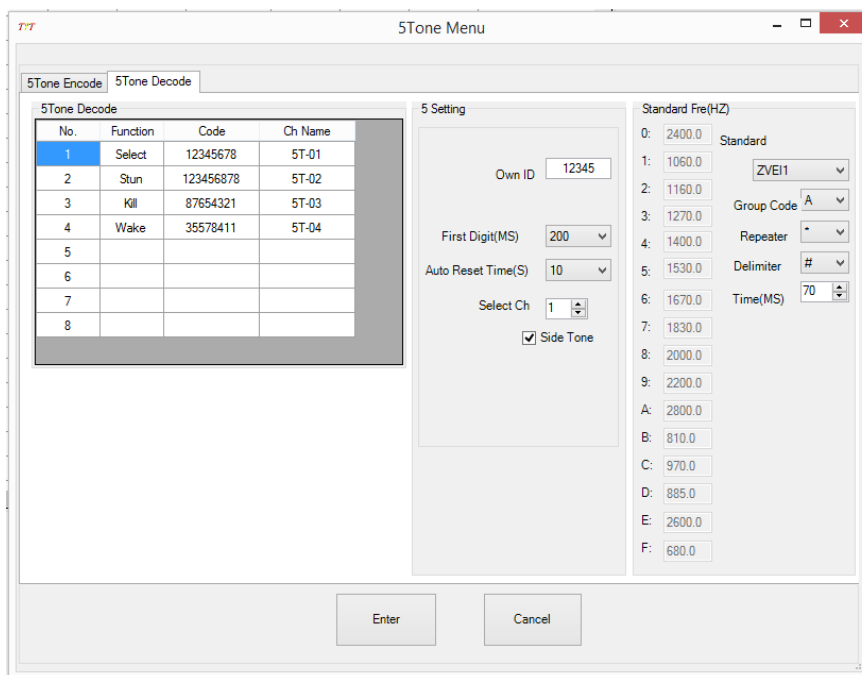 TYT
5Tone Menu
5Tone Encode
5Tone Decode
5Tone Decode
No. Function Code Ch Name
1 Select 12345678 5T-01
2 Stun 123456878 5T-02
3 Kill 87654321 5T-03
4 Wake 35578411 5T-04
5
6
7
8
5 Setting
Own ID 12345
First Digit(MS) 200
Auto Reset Time(S) 10
Select Ch 1
Side Tone
Standard Fre(HZ)
0: 2400.0
1: 1060.0
2: 1160.0
3: 1270.0
4: 1400.0
5: 1530.0
6: 1670.0
7: 1830.0
8: 2000.0
9: 2200.0
A: 2800.0
B: 810.0
C: 970.0
D: 885.0
E: 2600.0
F: 680.0
Standard
ZVEI1
Group Code A
Repeater *
Delimiter #
Time(MS) 70
Enter
Cancel